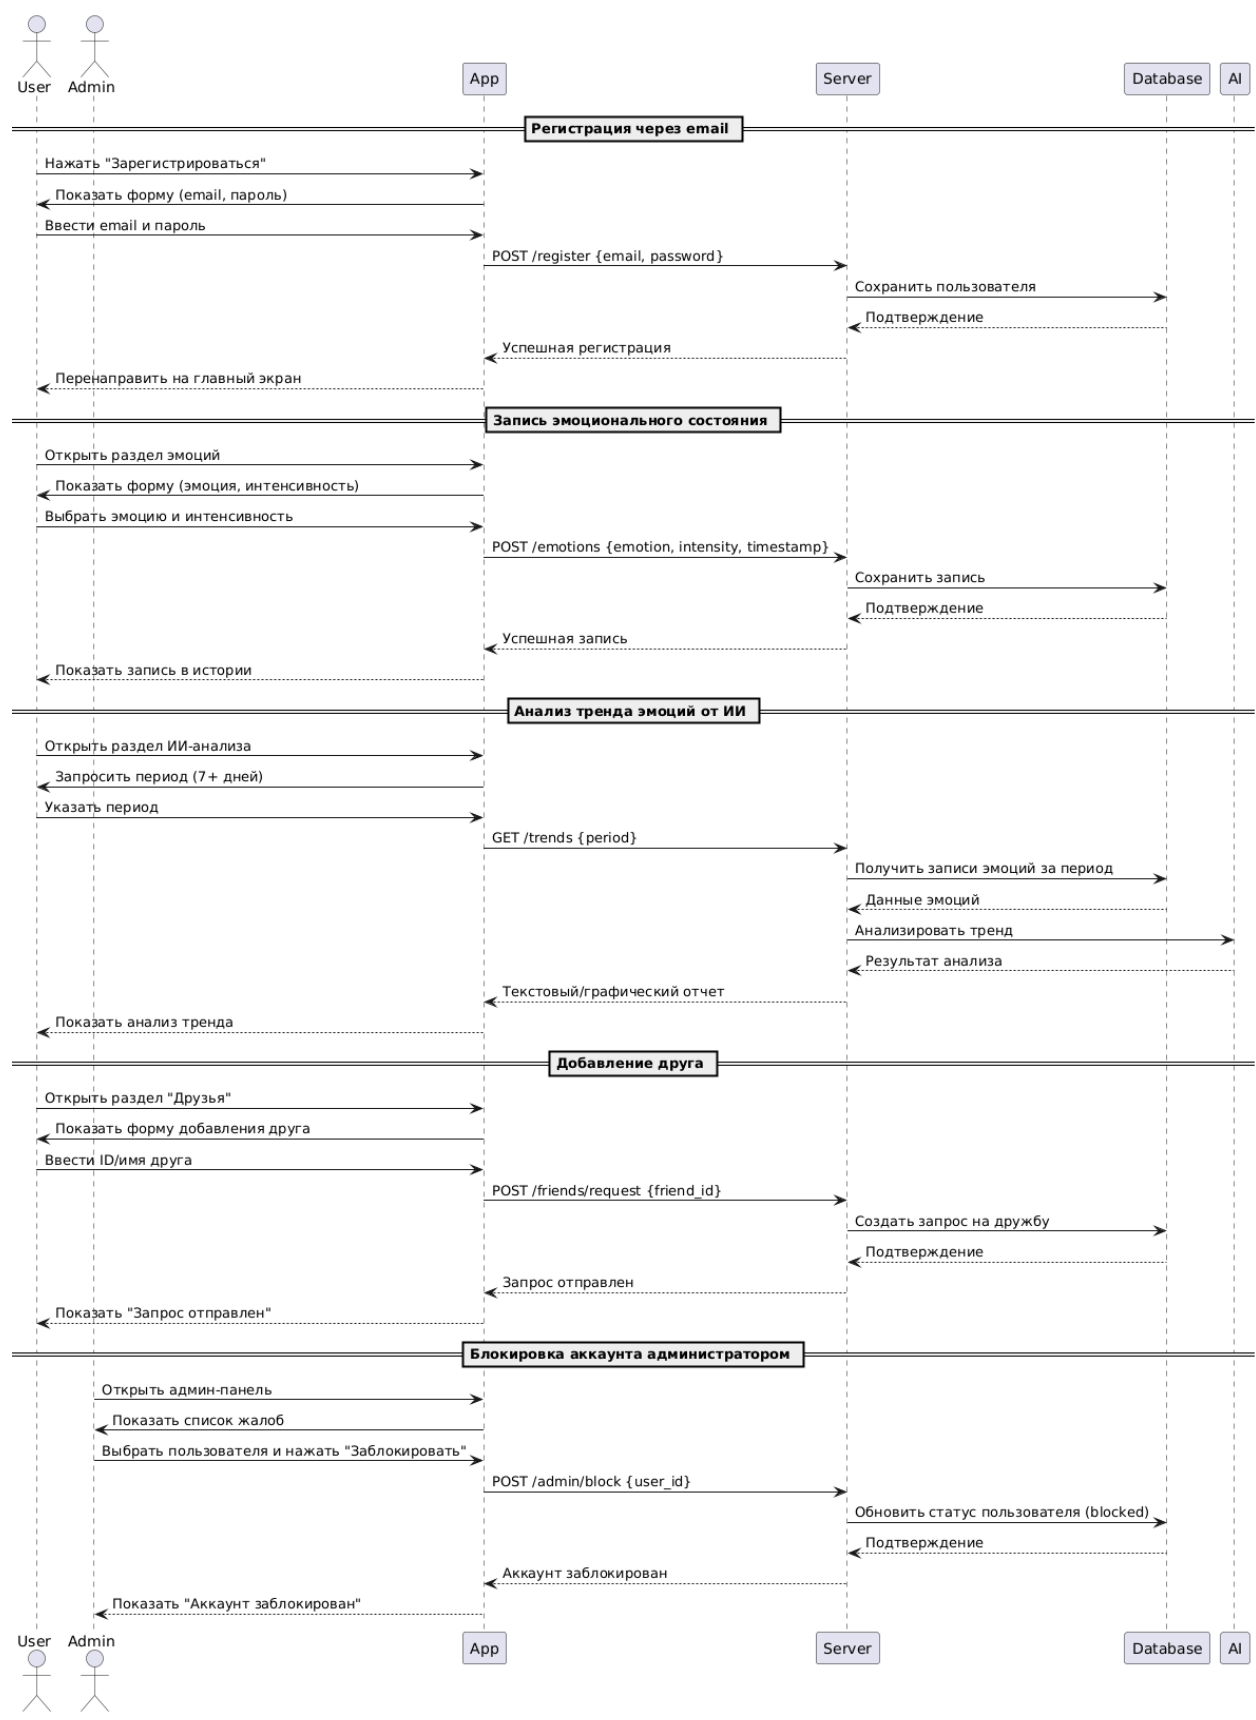 User Admin App Server Database AI
Регистрация через email
Нажать "Зарегистрироваться"
Показать форму (email, пароль)
Ввести email и пароль
POST /register {email, password}
Сохранить пользователя
Подтверждение
Успешная регистрация
Перенаправить на главный экран
Запись эмоционального состояния
Открыть раздел эмоций
Показать форму (эмоция, интенсивность)
Выбрать эмоцию и интенсивность
POST /emotions {emotion, intensity, timestamp}
Сохранить запись
Подтверждение
Успешная запись
Показать запись в истории
Анализ тренда эмоций от ИИ
Открыть раздел ИИ-анализа
Запросить период (7+ дней)
Указать период
GET /trends {period}
Получить записи эмоций за период
Данные эмоций
Анализировать тренд
Результат анализа
Текстовый/графический отчет
Показать анализ тренда
Добавление друга
Открыть раздел "Друзья"
Показать форму добавления друга
Ввести ID/имя друга
POST /friends/request {friend_id}
Создать запрос на дружбу
Подтверждение
Запрос отправлен
Показать "Запрос отправлен"
Блокировка аккаунта администратором
Открыть админ-панель
Показать список жалоб
Выбрать пользователя и нажать "Заблокировать"
POST /admin/block {user_id}
Обновить статус пользователя (blocked)
Подтверждение
Аккаунт заблокирован
Показать "Аккаунт заблокирован"
User Admin App Server Database AI